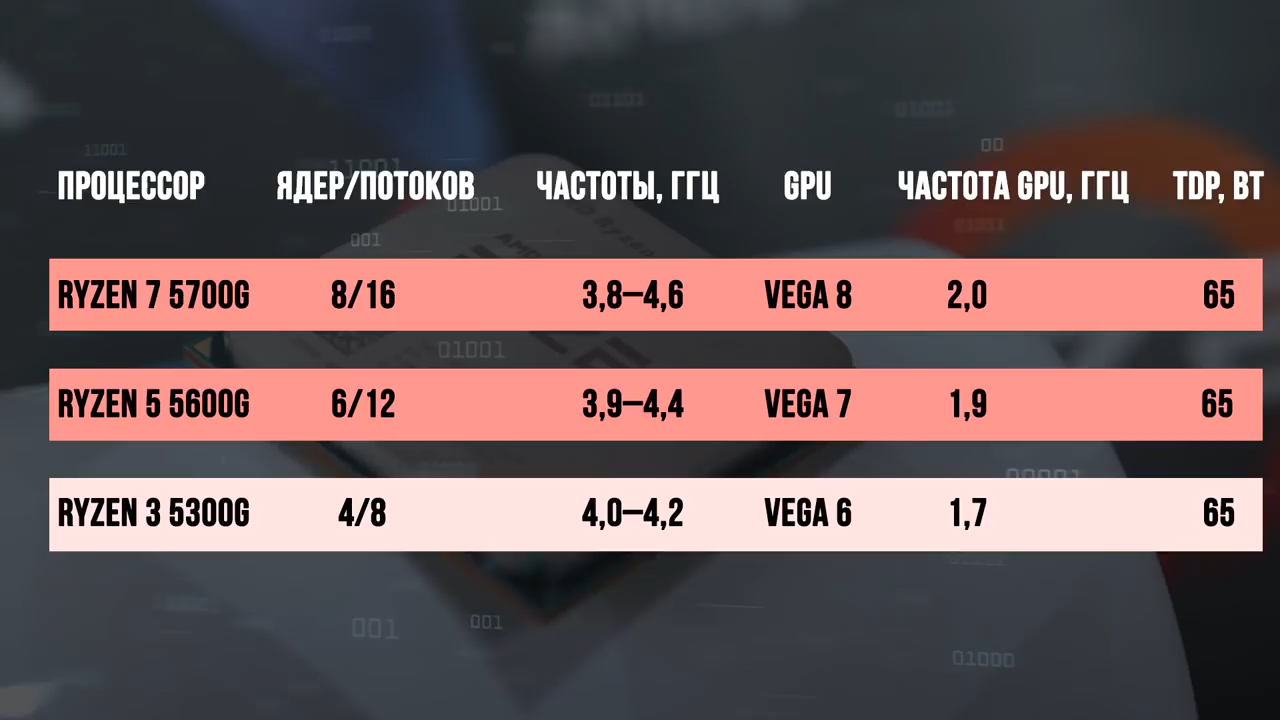 ПРОЦЕССОР ЯДЕР/ПОТОКОВ ЧАСТОТЫ, ГГЦ GPU ЧАСТОТА GPU, ГГЦ TDP, ВТ
RYZEN 7 5700G 8/16 3,8–4,6 VEGA 8 2,0 65
RYZEN 5 5600G 6/12 3,9–4,4 VEGA 7 1,9 65
RYZEN 3 5300G 4/8 4,0–4,2 VEGA 6 1,7 65